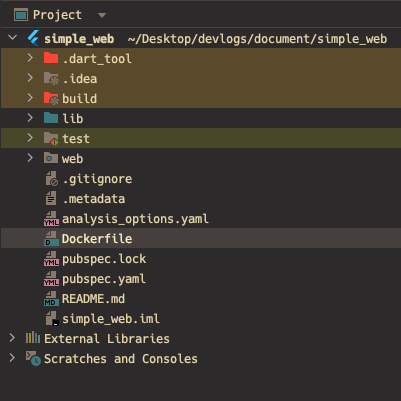 Project
simple_web ~/Desktop/devlogs/document/simple_web
.dart_tool
.idea
build
lib
test
web
.gitignore
.metadata
analysis_options.yaml
Dockerfile
pubspec.lock
pubspec.yaml
README.md
simple_web.iml
External Libraries
Scratches and Consoles